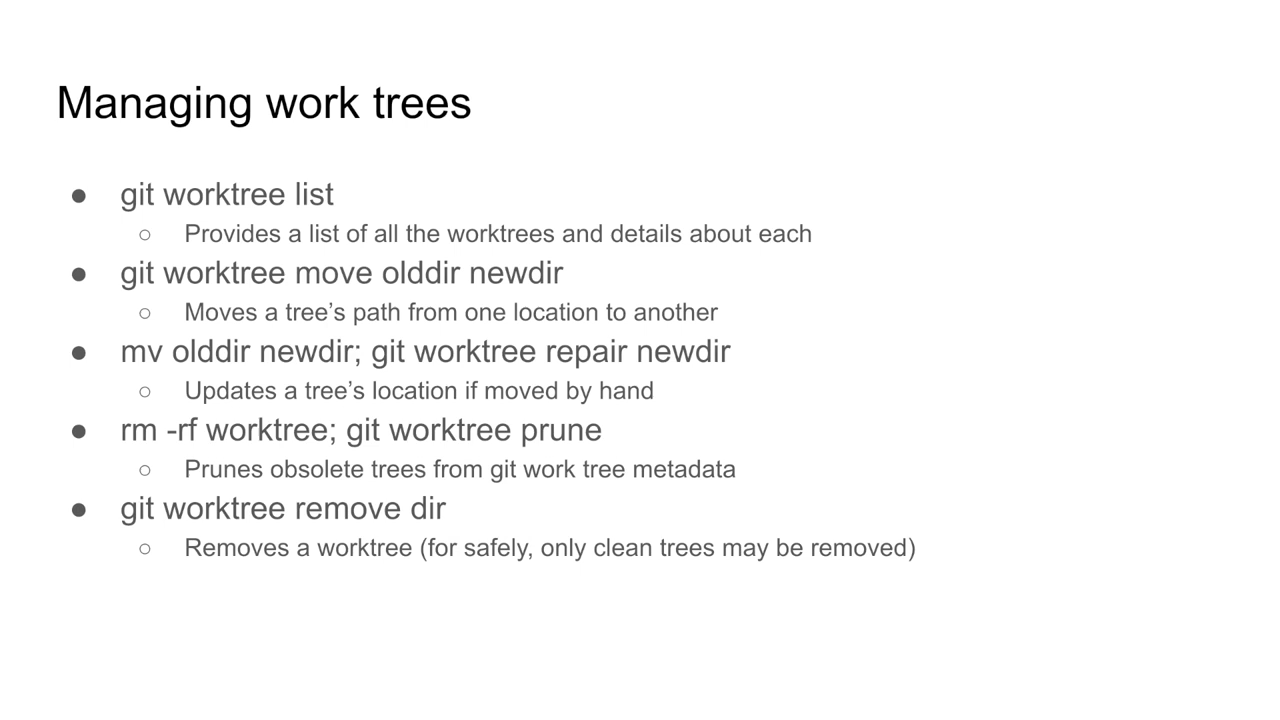 Managing work trees
● git worktree list
○ Provides a list of all the worktrees and details about each
● git worktree move olddir newdir
○ Moves a tree’s path from one location to another
● mv olddir newdir; git worktree repair newdir
○ Updates a tree’s location if moved by hand
● rm -rf worktree; git worktree prune
○ Prunes obsolete trees from git work tree metadata
● git worktree remove dir
○ Removes a worktree (for safely, only clean trees may be removed)